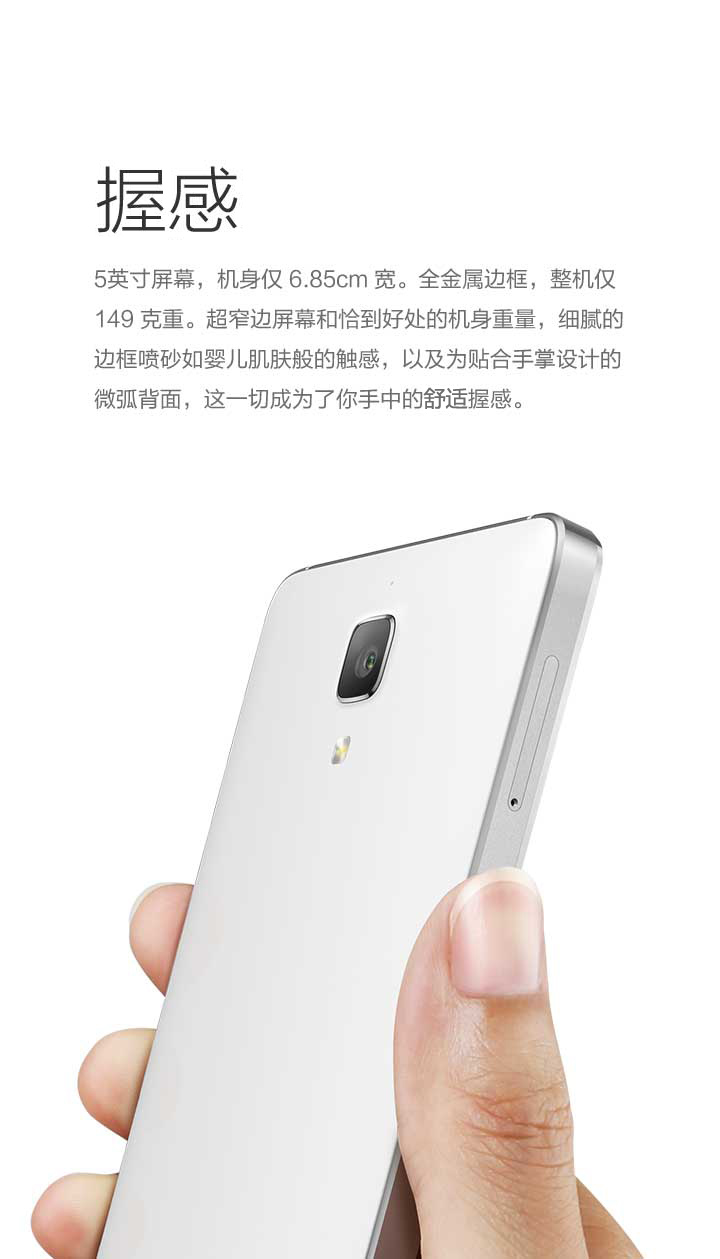 握感
5英寸屏幕，机身仅 6.85cm 宽。全金属边框，整机仅
149 克重。超窄边屏幕和恰到好处的机身重量，细腻的
边框喷砂如婴儿肌肤般的触感，以及为贴合手掌设计的
微弧背面，这一切成为了你手中的舒适握感。